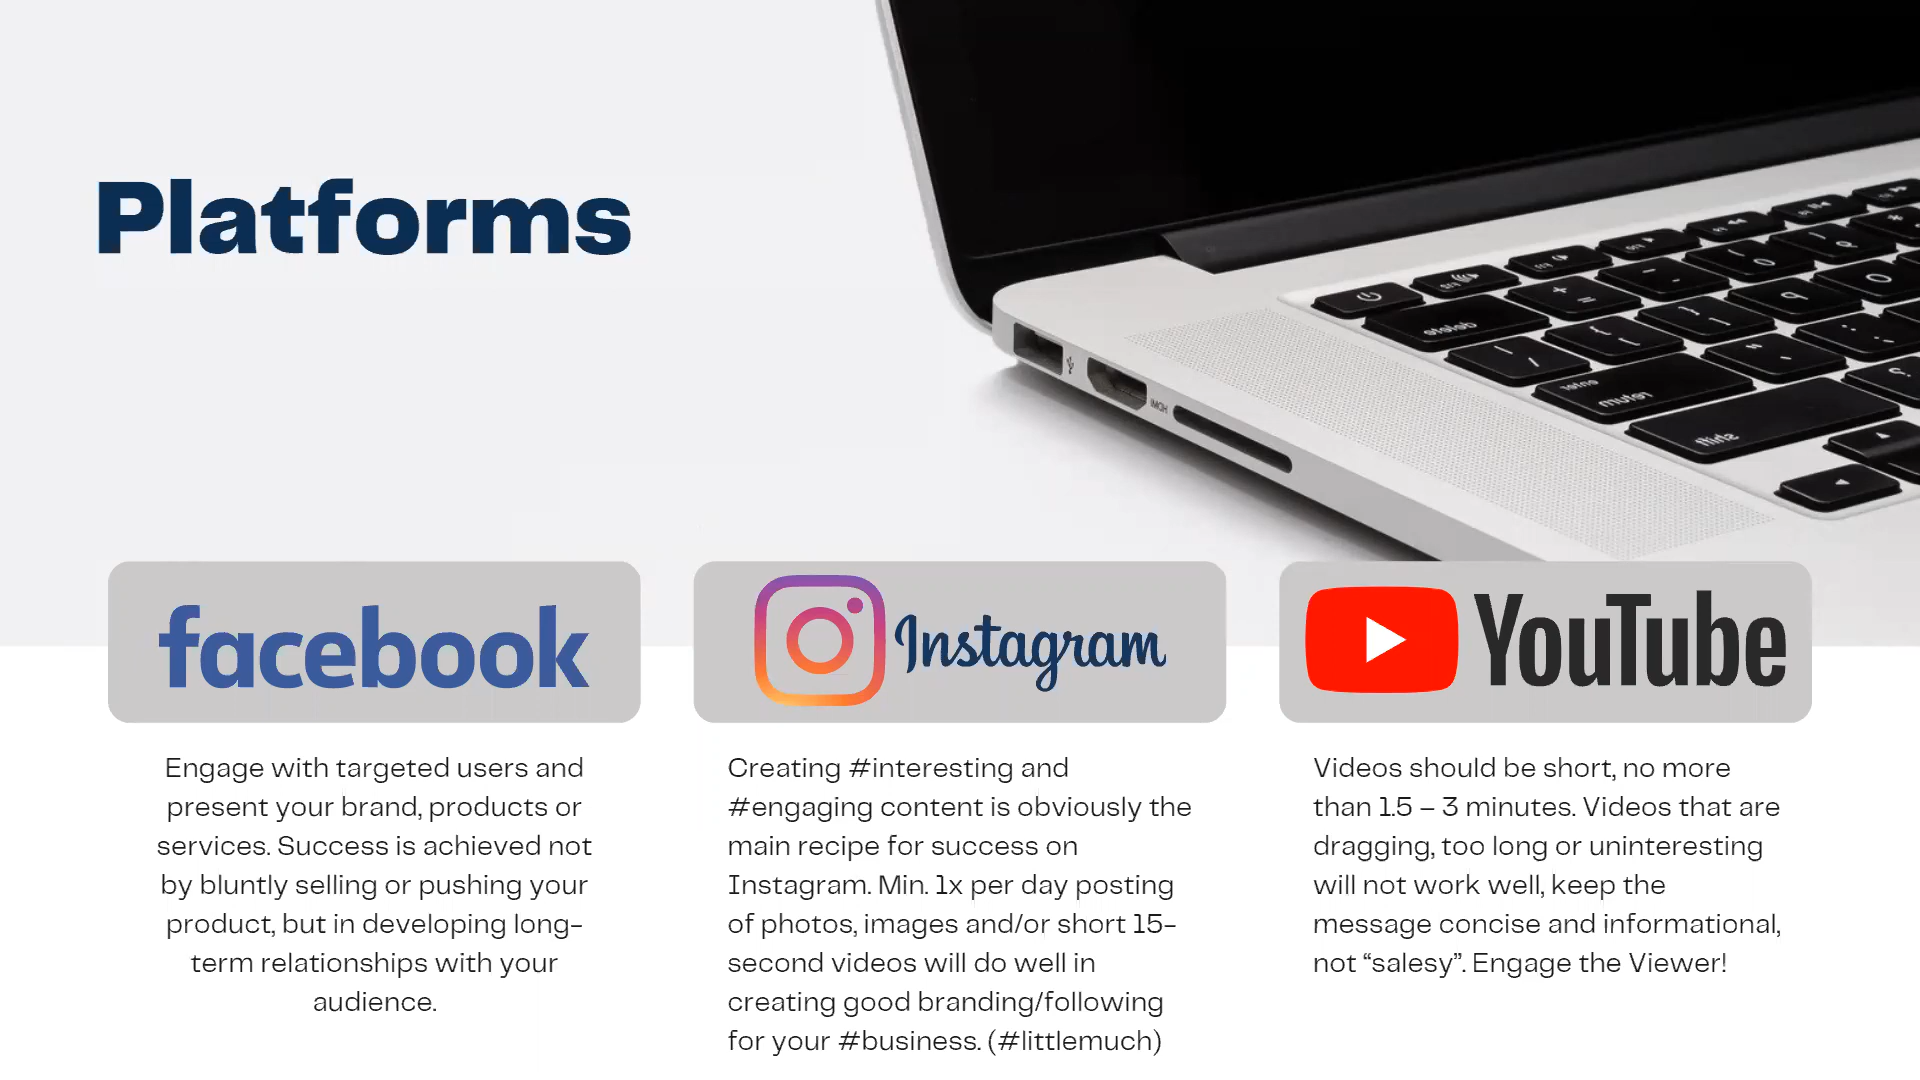 Platforms
facebook
Engage with targeted users and
present your brand, products or
services. Success is achieved not
by bluntly selling or pushing your
product, but in developing long-
term relationships with your
audience.
Instagram
Creating #interesting and
#engaging content is obviously the
main recipe for success on
Instagram. Min. 1x per day posting
of photos, images and/or short 15-
second videos will do well in
creating good branding/following
for your #business. (#littlemuch)
YouTube
Videos should be short, no more
than 1.5 – 3 minutes. Videos that are
dragging, too long or uninteresting
will not work well, keep the
message concise and informational,
not “salesy”. Engage the Viewer!
HDMI
delete
enter
return
shift